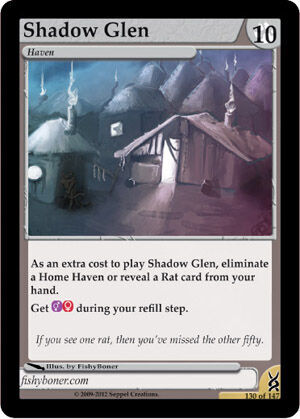 Shadow Glen
10
Haven
As an extra cost to play Shadow Glen, eliminate
a Home Haven or reveal a Rat card from your
hand.
Get during your refill step.
If you see one rat, then you've missed the other fifty.
Illus. by FishyBoner
fishyboner.com
130 of 147
© 2009-2012 Seppel Creations.